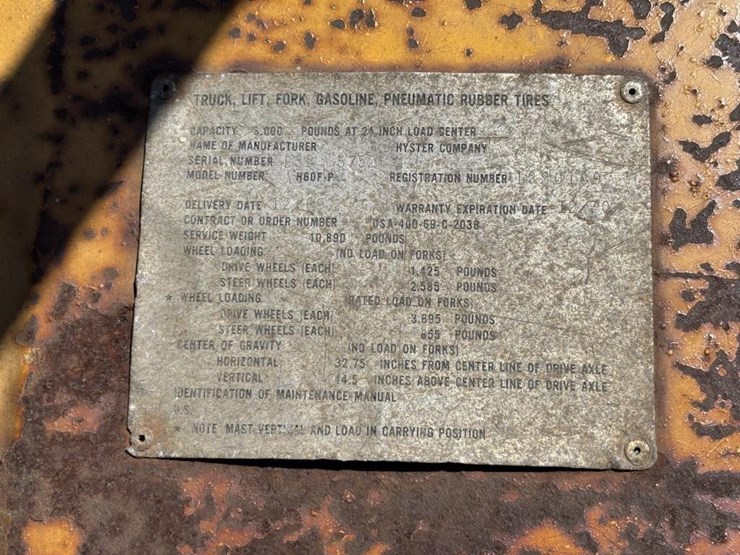 TRUCK, LIFT, FORK, GASOLINE, PNEUMATIC RUBBER TIRES
CAPACITY 6,000 POUNDS AT 24 INCH LOAD CENTER
NAME OF MANUFACTURER HYSTER COMPANY
SERIAL NUMBER
MODEL NUMBER H60F-P REGISTRATION NUMBER
DELIVERY DATE WARRANTY EXPIRATION DATE
CONTRACT OR ORDER NUMBER DSA-400-69-C-2038
SERVICE WEIGHT 10,890 POUNDS
WHEEL LOADING (NO LOAD ON FORKS)
DRIVE WHEELS (EACH) 1,425 POUNDS
STEER WHEELS (EACH) 2,585 POUNDS
* WHEEL LOADING (RATED LOAD ON FORKS)
DRIVE WHEELS (EACH) 3,895 POUNDS
STEER WHEELS (EACH) POUNDS
CENTER OF GRAVITY (NO LOAD ON FORKS)
HORIZONTAL 32.75 INCHES FROM CENTER LINE OF DRIVE AXLE
VERTICAL 14.5 INCHES ABOVE CENTER LINE OF DRIVE AXLE
IDENTIFICATION OF MAINTENANCE MANUAL
U.S.
* NOTE MAST VERTICAL AND LOAD IN CARRYING POSITION